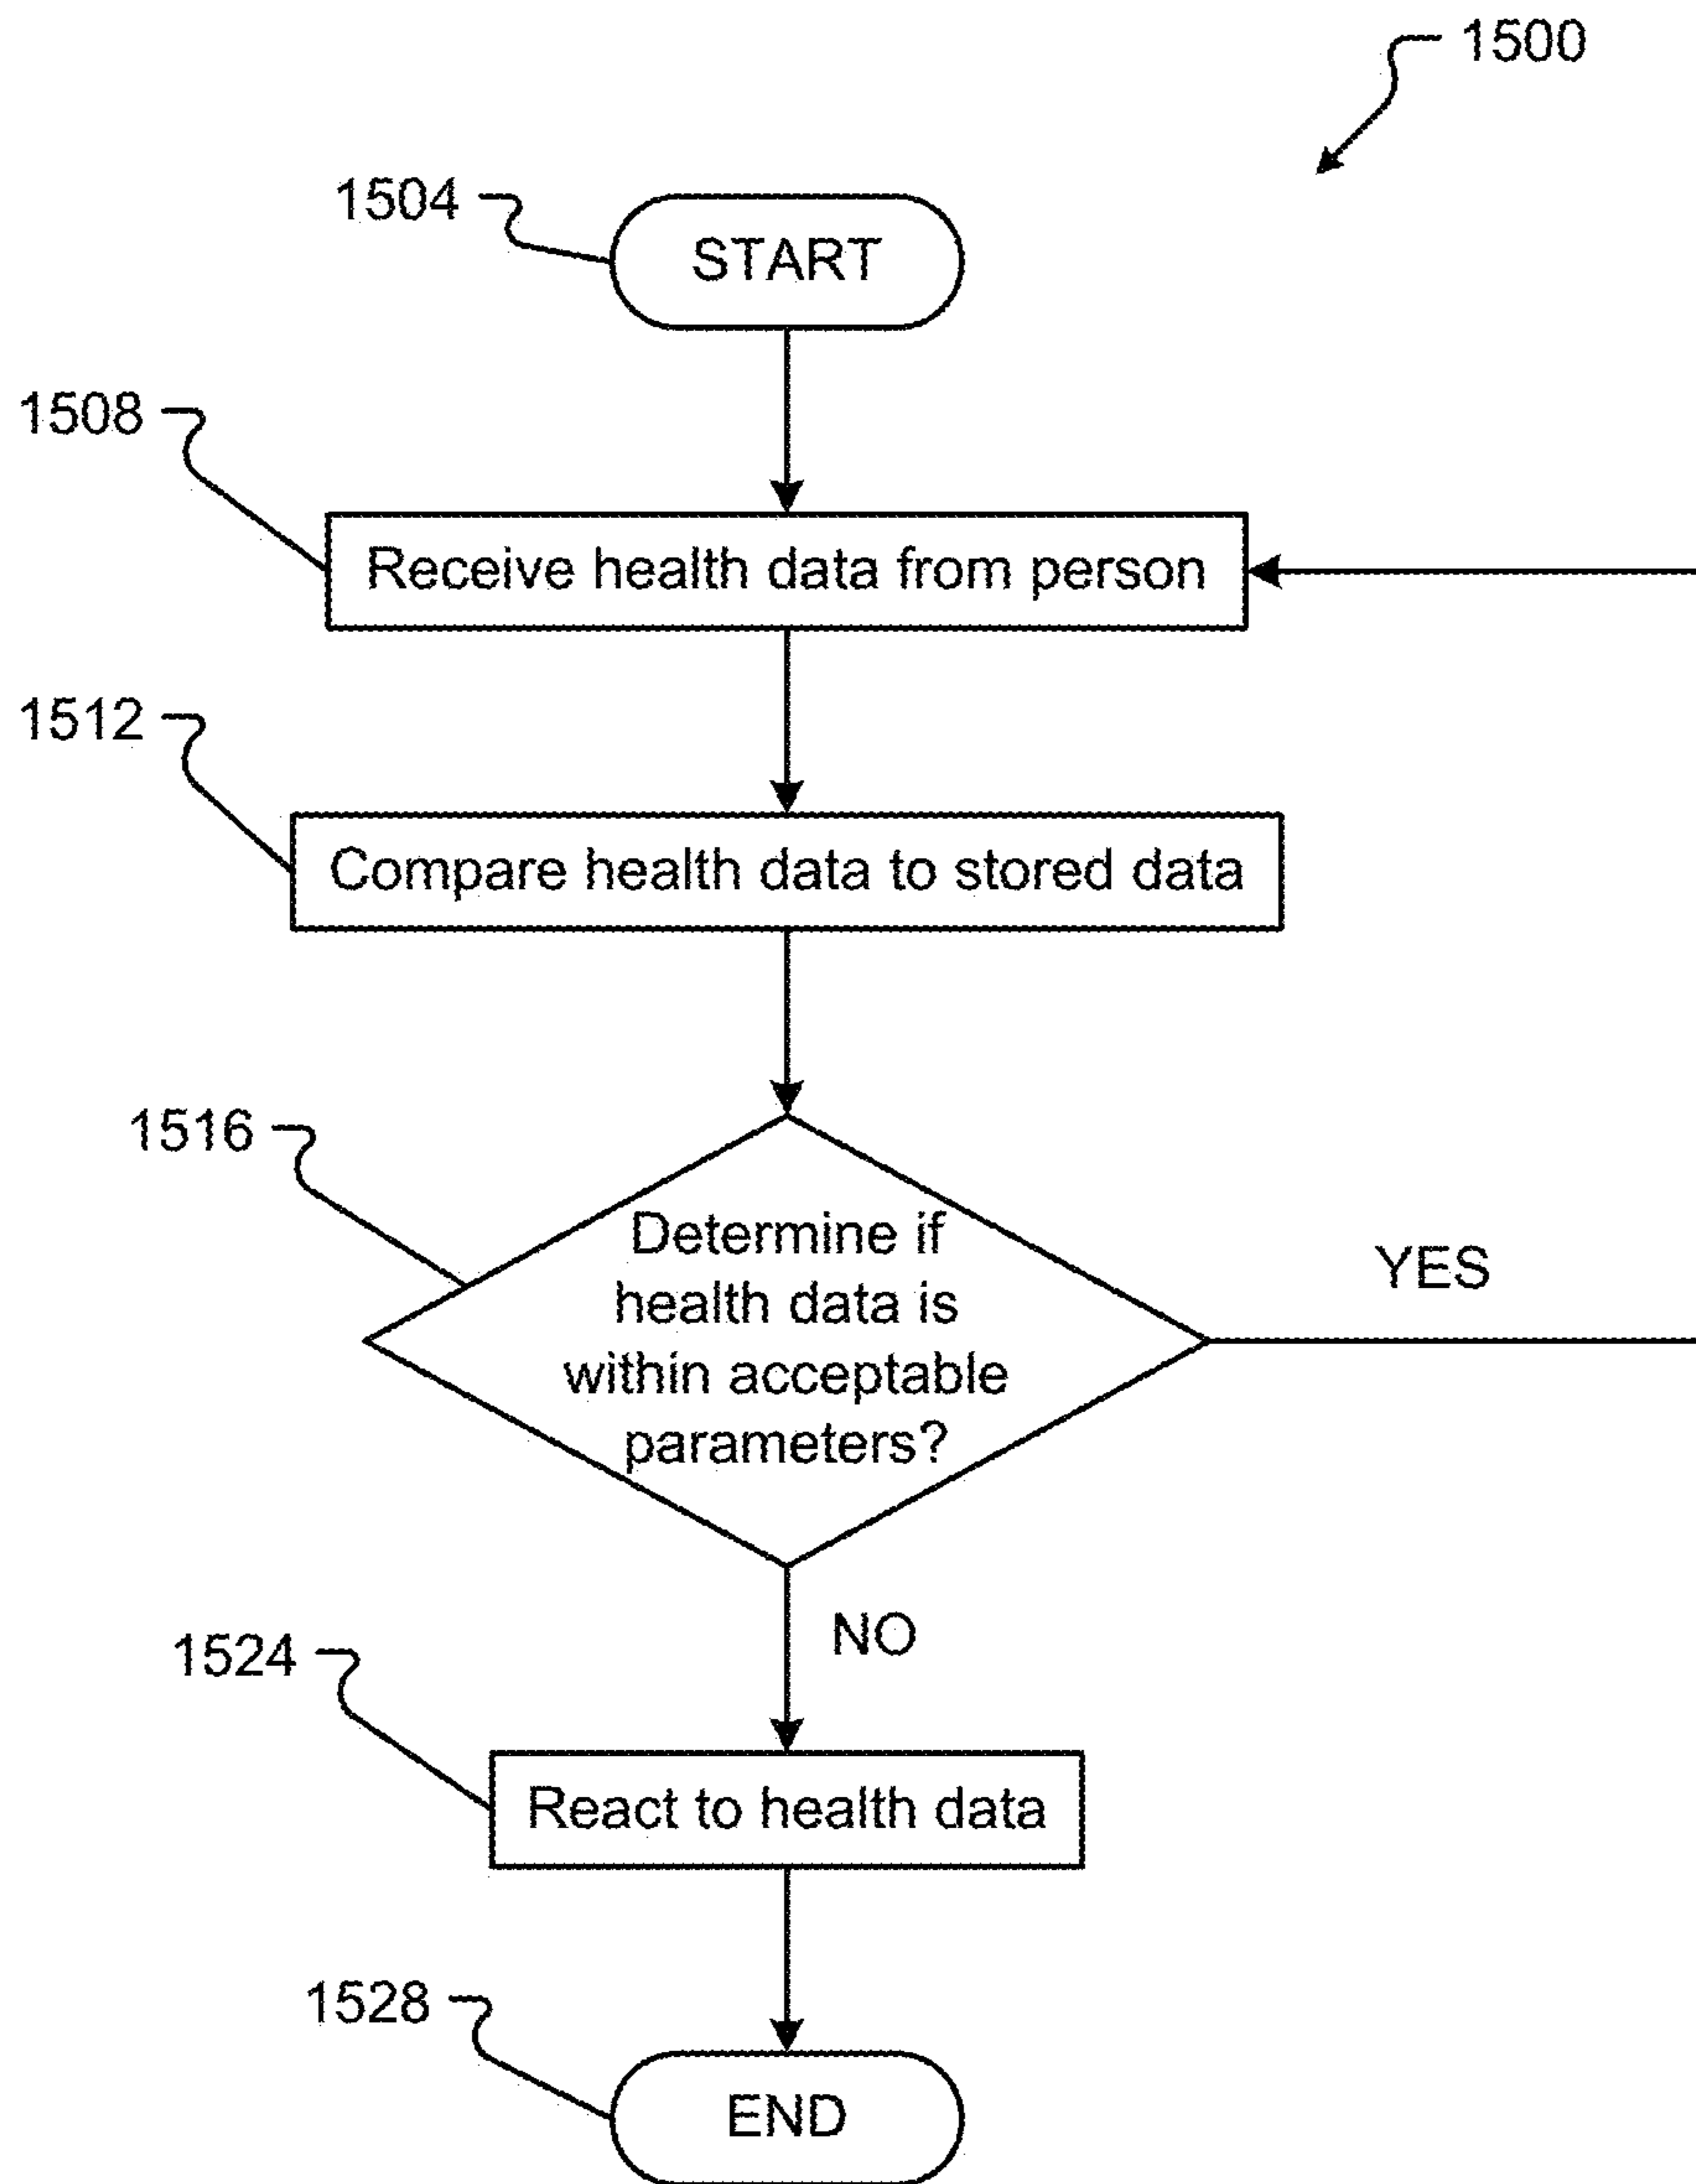 1500
1504
START
1508
Receive health data from person
1512
Compare health data to stored data
1516
Determine if
health data is
within acceptable
parameters?
YES
NO
1524
React to health data
1528
END